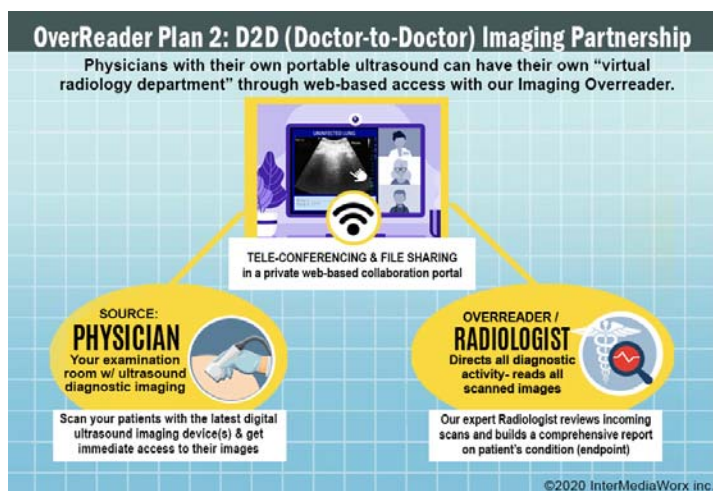 OverReader Plan 2: D2D (Doctor-to-Doctor) Imaging Partnership
Physicians with their own portable ultrasound can have their own “virtual
radiology department” through web-based access with our Imaging Overreader.
UNINFECTED LUNG
TELE-CONFERENCING & FILE SHARING
in a private web-based collaboration portal
SOURCE:
PHYSICIAN
Your examination
room w/ ultrasound
diagnostic imaging
Scan your patients with the latest digital
ultrasound imaging device(s) & get
immediate access to their images
OVERREADER /
RADIOLOGIST
Directs all diagnostic
activity- reads all
scanned images
Our expert Radiologist reviews incoming
scans and builds a comprehensive report
on patient's condition (endpoint)
©2020 InterMediaWorx inc.